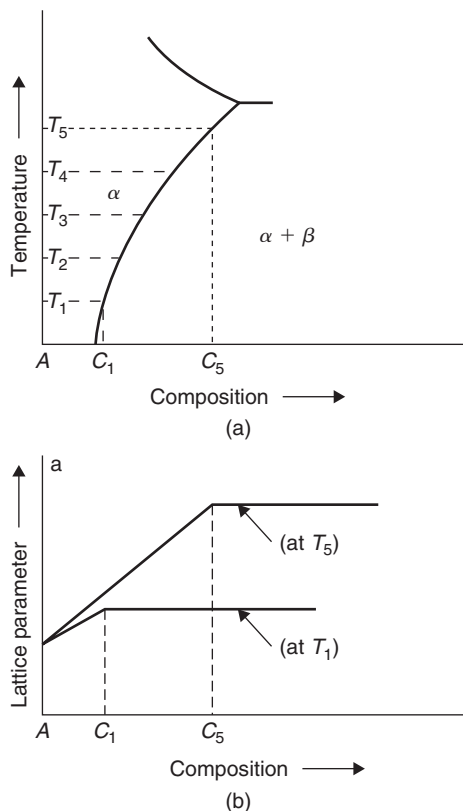 Temperature
T5
T4
T3
T2
T1
α
α + β
A C1 C5
Composition
(a)
a
Lattice parameter
(at T5)
(at T1)
A C1 C5
Composition
(b)